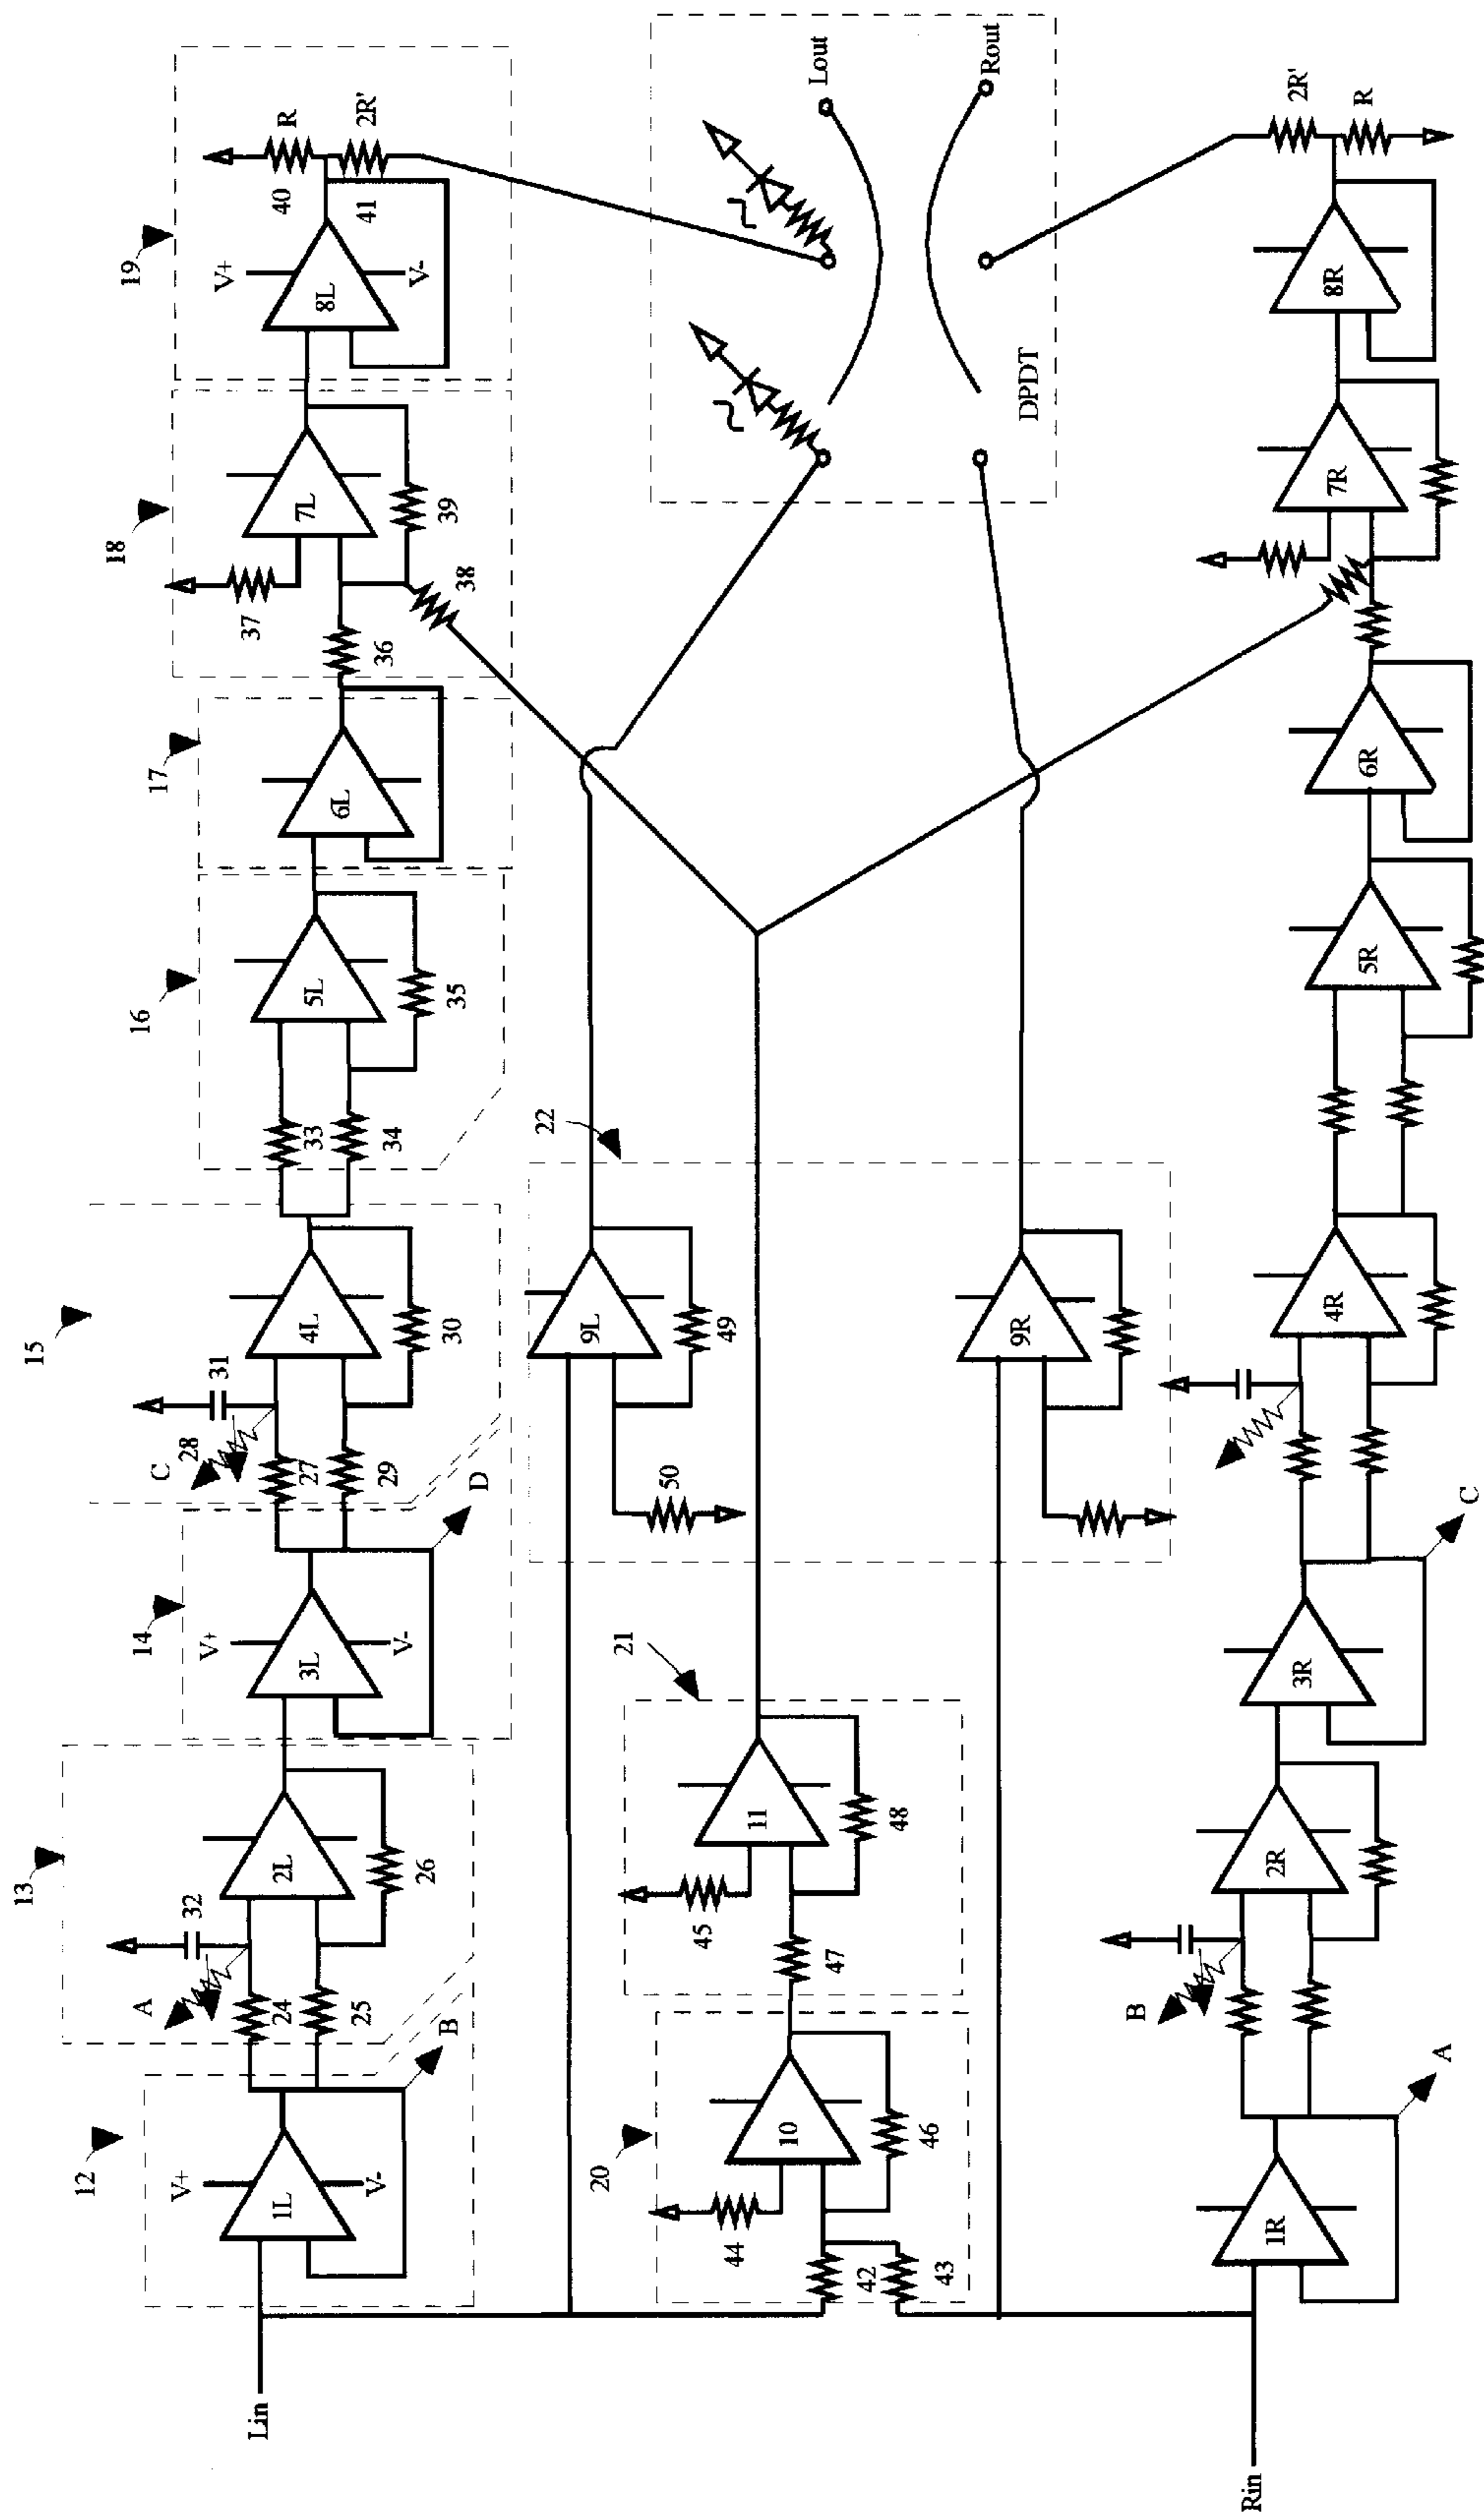 12
V+
1L
V-
B
13
A
32
24
25
2L
26
14
V+
3L
V-
D
15
C
28
31
27
29
4L
30
16
33
34
5L
35
17
6L
18
37
36
7L
38
39
19
V+
8L
V-
40
R
41
2R'
Lin
20
44
42
43
10
46
21
45
47
11
48
22
50
9L
49
9R
DPDT
Lout
Rout
Rin
1R
A
B
2R
3R
C
4R
5R
6R
7R
8R
2R'
R